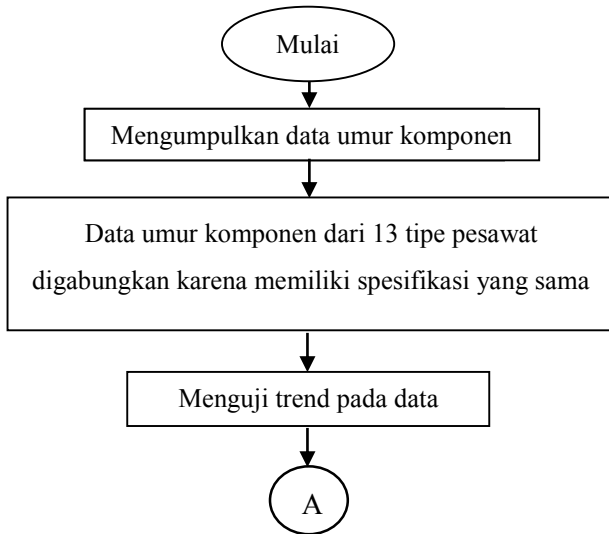 Mulai
Mengumpulkan data umur komponen
Data umur komponen dari 13 tipe pesawat
digabungkan karena memiliki spesifikasi yang sama
Menguji trend pada data
A